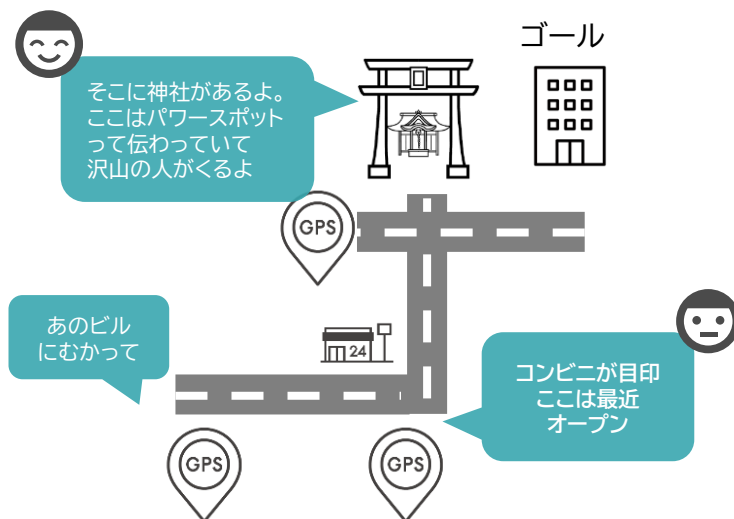 ゴール
そこに神社があるよ。
ここはパワースポット
って伝わっていて
沢山の人がくるよ
GPS
あのビル
にむかって
24
コンビニが目印
ここは最近
オープン
GPS
GPS